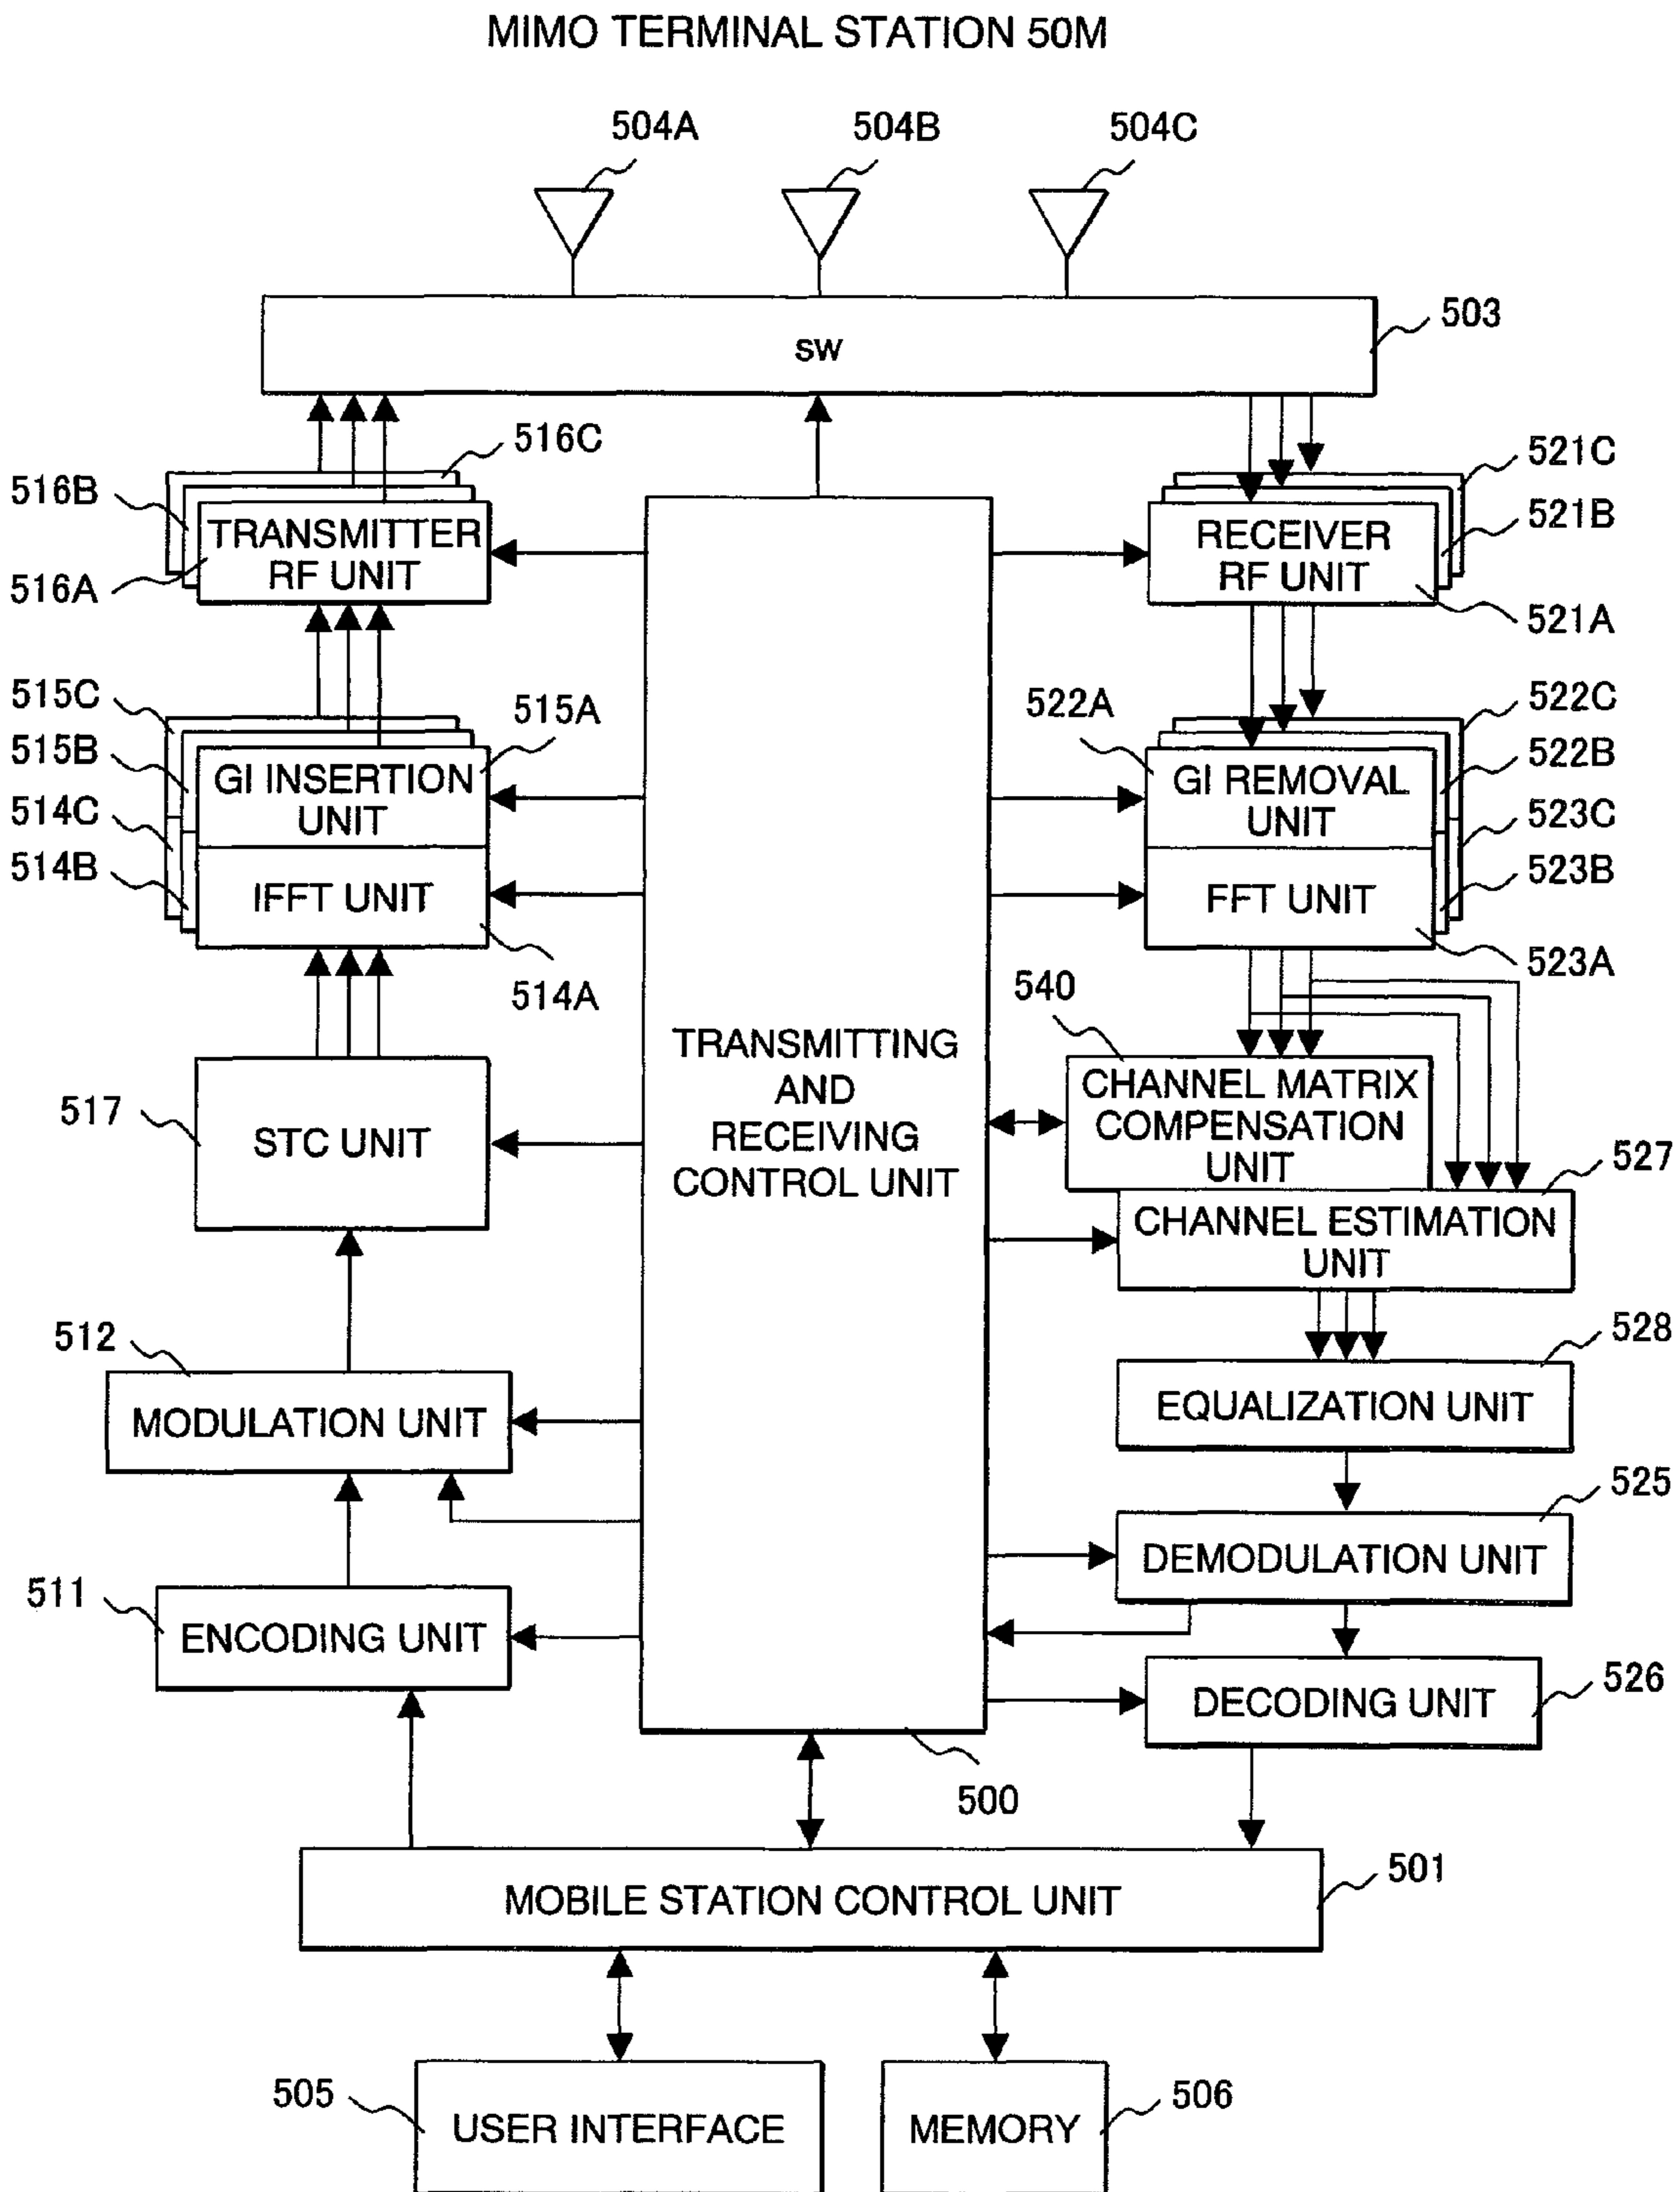 MIMO TERMINAL STATION 50M
504A
504B
504C
503
SW
516C
516B
516A
TRANSMITTER
RF UNIT
521C
521B
521A
RECEIVER
RF UNIT
515C
515B
515A
514C
514B
514A
GI INSERTION
UNIT
IFFT UNIT
522A
522C
522B
523C
523B
523A
GI REMOVAL
UNIT
FFT UNIT
540
517
STC UNIT
TRANSMITTING
AND
RECEIVING
CONTROL UNIT
CHANNEL MATRIX
COMPENSATION
UNIT
527
CHANNEL ESTIMATION
UNIT
512
MODULATION UNIT
528
EQUALIZATION UNIT
525
DEMODULATION UNIT
511
ENCODING UNIT
526
DECODING UNIT
500
501
MOBILE STATION CONTROL UNIT
505
USER INTERFACE
506
MEMORY